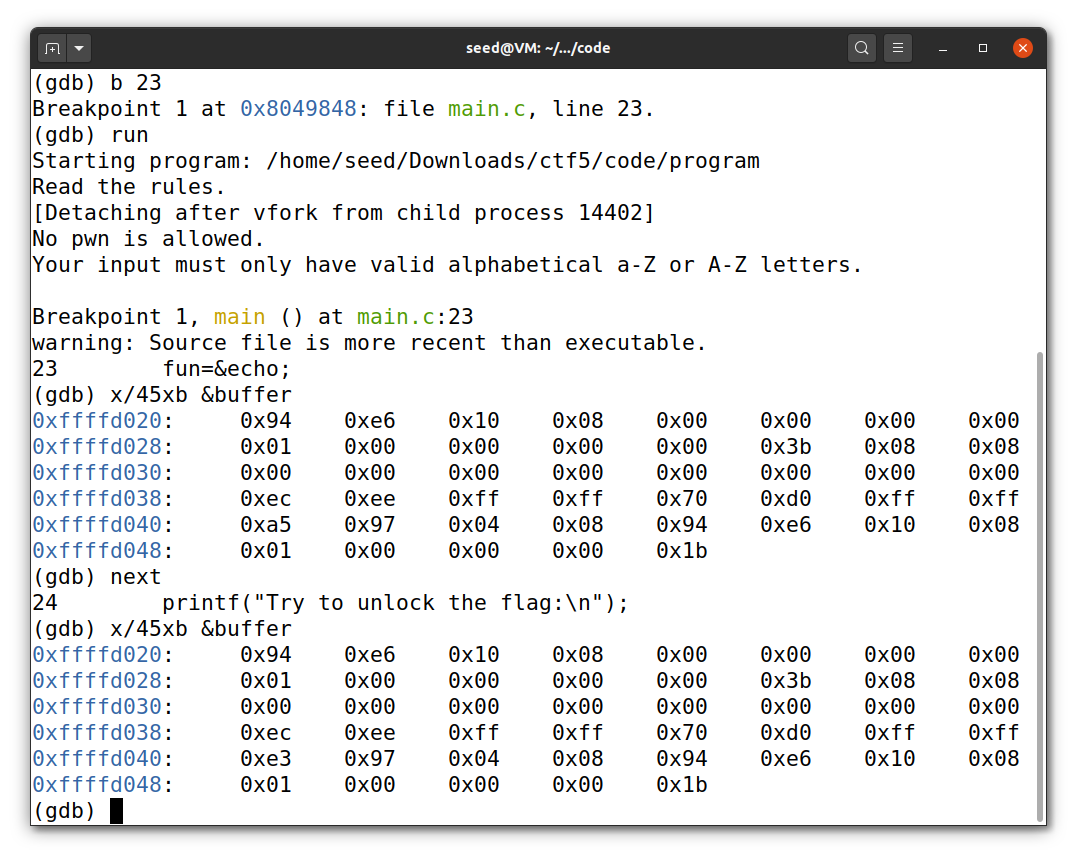 seed@VM: ~/.../code
(gdb) b 23
Breakpoint 1 at 0x8049848: file main.c, line 23.
(gdb) run
Starting program: /home/seed/Downloads/ctf5/code/program
Read the rules.
[Detaching after vfork from child process 14402]
No pwn is allowed.
Your input must only have valid alphabetical a-Z or A-Z letters.
Breakpoint 1, main () at main.c:23
warning: Source file is more recent than executable.
23        fun=&echo;
(gdb) x/45xb &buffer
0xffffd020:     0x94    0xe6    0x10    0x08    0x00    0x00    0x00    0x00
0xffffd028:     0x01    0x00    0x00    0x00    0x00    0x3b    0x08    0x08
0xffffd030:     0x00    0x00    0x00    0x00    0x00    0x00    0x00    0x00
0xffffd038:     0xec    0xee    0xff    0xff    0x70    0xd0    0xff    0xff
0xffffd040:     0xa5    0x97    0x04    0x08    0x94    0xe6    0x10    0x08
0xffffd048:     0x01    0x00    0x00    0x00    0x1b
(gdb) next
24        printf("Try to unlock the flag:\n");
(gdb) x/45xb &buffer
0xffffd020:     0x94    0xe6    0x10    0x08    0x00    0x00    0x00    0x00
0xffffd028:     0x01    0x00    0x00    0x00    0x00    0x3b    0x08    0x08
0xffffd030:     0x00    0x00    0x00    0x00    0x00    0x00    0x00    0x00
0xffffd038:     0xec    0xee    0xff    0xff    0x70    0xd0    0xff    0xff
0xffffd040:     0xe3    0x97    0x04    0x08    0x94    0xe6    0x10    0x08
0xffffd048:     0x01    0x00    0x00    0x00    0x1b
(gdb)